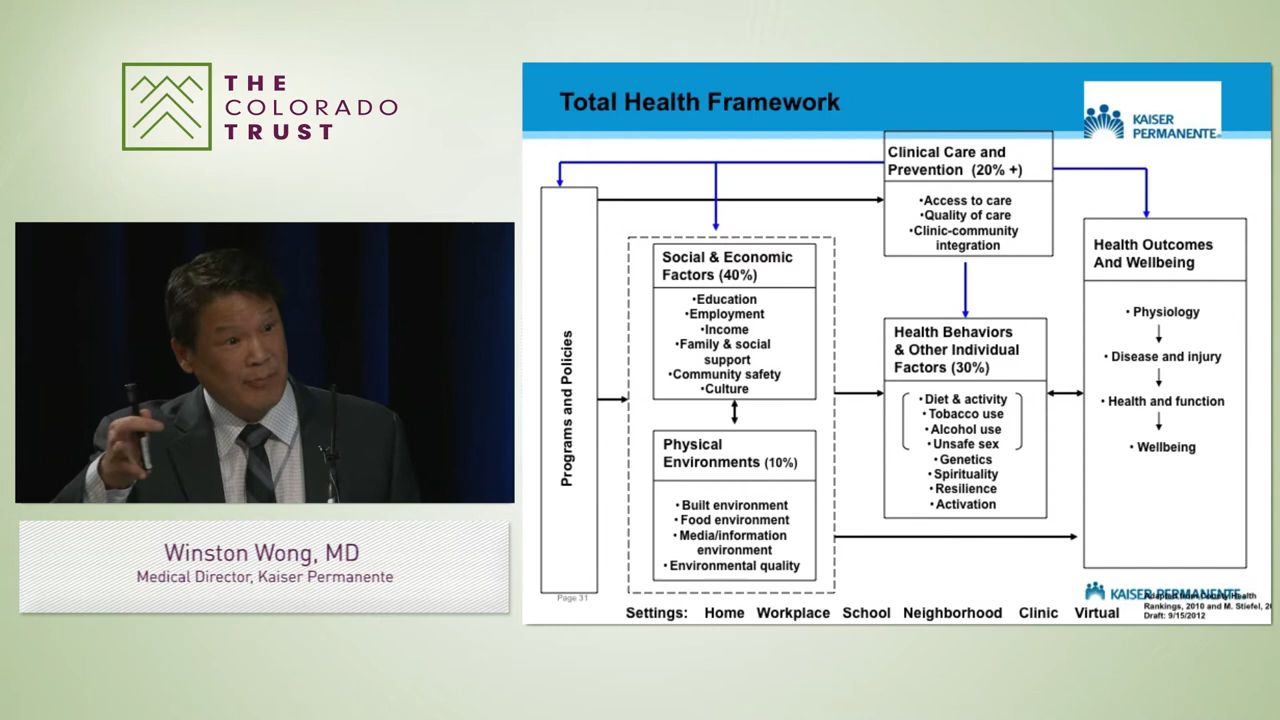 THE
COLORADO
TRUST
Winston Wong, MD
Medical Director, Kaiser Permanente
Total Health Framework
KAISER
PERMANENTE®
Programs and Policies
Clinical Care and
Prevention (20% +)
•Access to care
•Quality of care
•Clinic-community
integration
Social & Economic
Factors (40%)
•Education
•Employment
•Income
•Family & social
support
•Community safety
•Culture
Physical
Environments (10%)
• Built environment
• Food environment
• Media/information
environment
• Environmental quality
Health Behaviors
& Other Individual
Factors (30%)
• Diet & activity
• Tobacco use
• Alcohol use
• Unsafe sex
• Genetics
• Spirituality
• Resilience
• Activation
Health Outcomes
And Wellbeing
• Physiology
• Disease and injury
• Health and function
• Wellbeing
Page 31
Settings: Home Workplace School Neighborhood Clinic Virtual
KAISER PERMANENTE
Adapted from County Health
Rankings, 2010 and M. Stiefel,
Draft: 9/15/2012